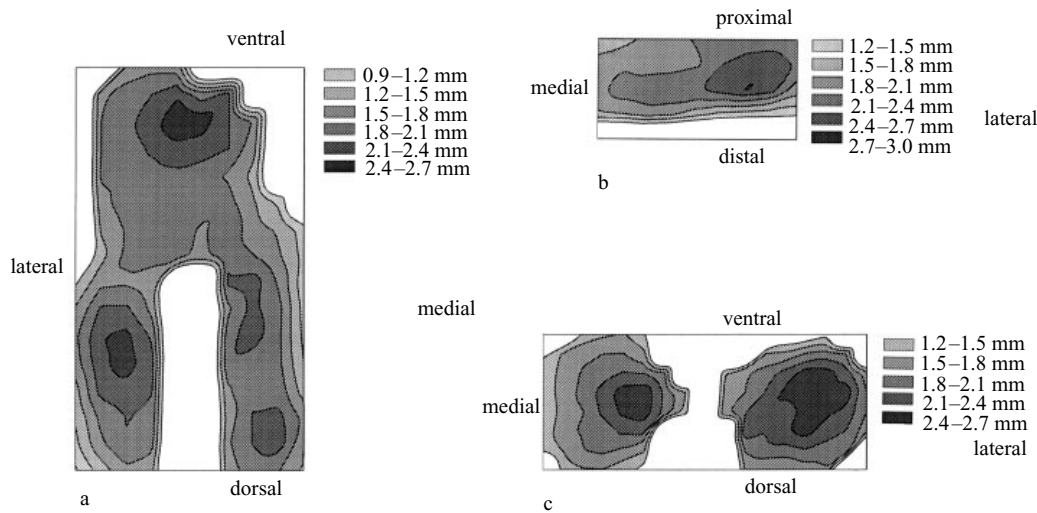 ventral
0.9–1.2 mm
1.2–1.5 mm
1.5–1.8 mm
1.8–2.1 mm
2.1–2.4 mm
2.4–2.7 mm
lateral
medial
dorsal
a
proximal
1.2–1.5 mm
1.5–1.8 mm
1.8–2.1 mm
2.1–2.4 mm
2.4–2.7 mm
2.7–3.0 mm
medial
lateral
distal
b
ventral
1.2–1.5 mm
1.5–1.8 mm
1.8–2.1 mm
2.1–2.4 mm
2.4–2.7 mm
medial
lateral
dorsal
c